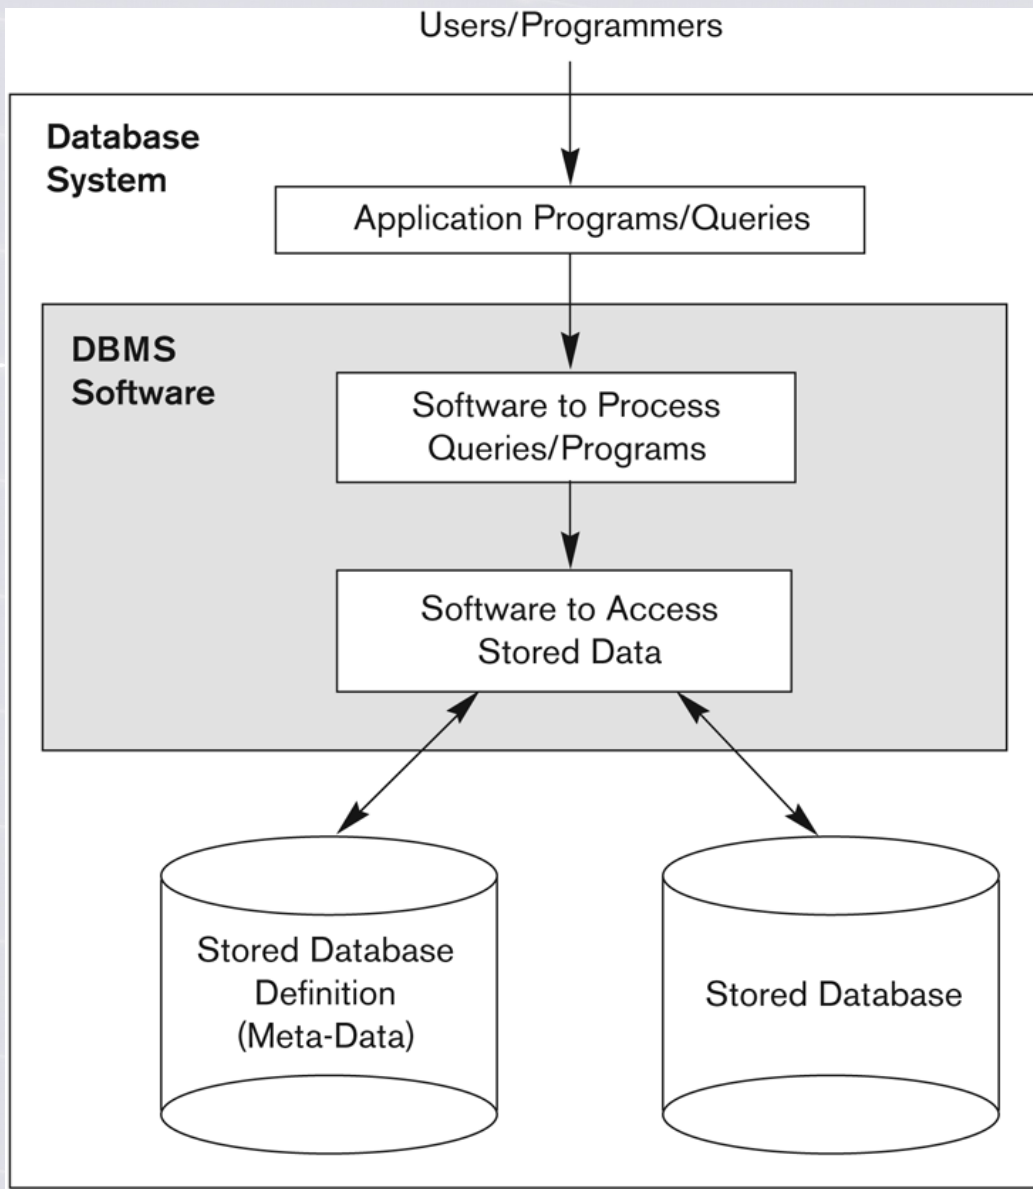 Users/Programmers
Database
System
Application Programs/Queries
DBMS
Software
Software to Process
Queries/Programs
Software to Access
Stored Data
Stored Database
Definition
(Meta-Data)
Stored Database